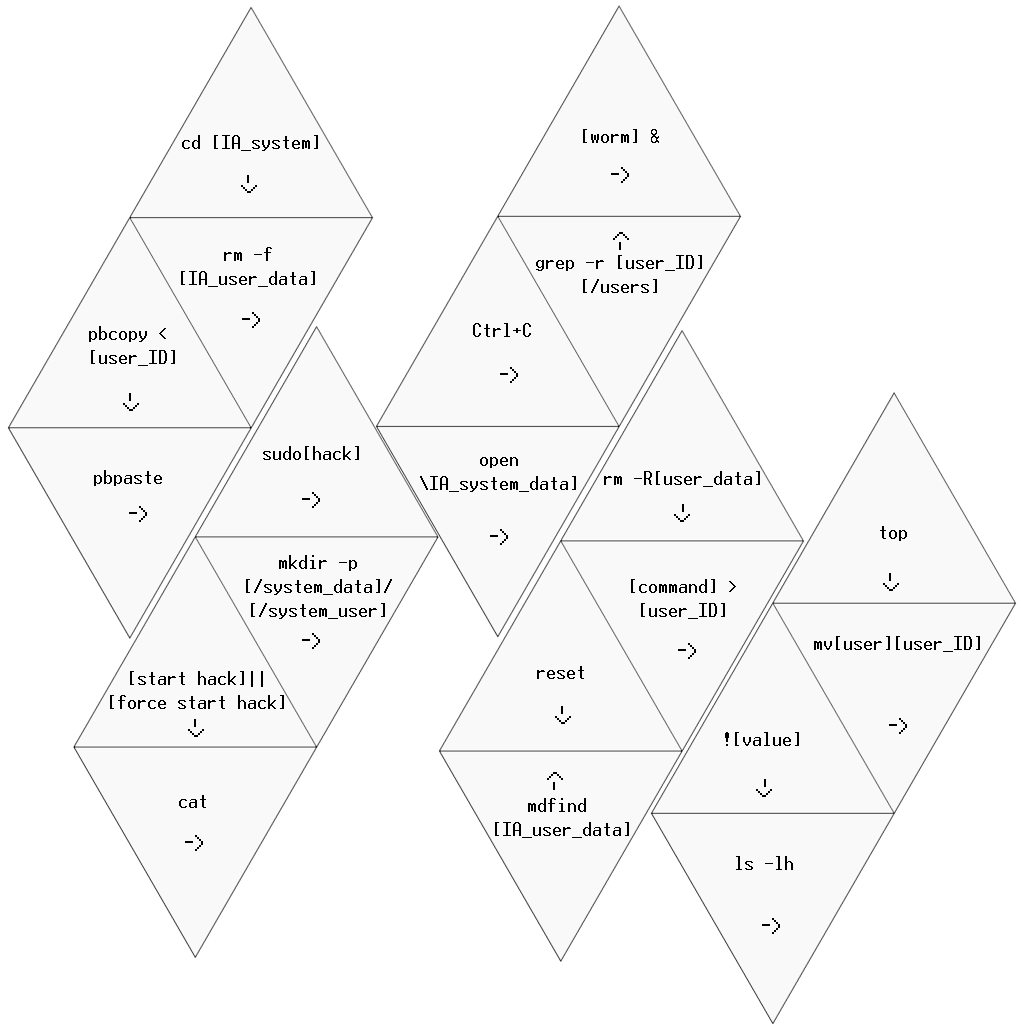 cd [IA_system]
↓
rm -f
[IA_user_data]
→
pbcopy <
[user_ID]
↓
pbpaste
→
sudo[hack]
→
mkdir -p
[/system_data]/
[/system_user]
→
[start hack]||
[force start hack]
↓
cat
→
[worm] &
→
↑
grep -r [user_ID]
[/users]
Ctrl+C
→
open
\IA_system_data]
→
rm -R[user_data]
↓
[command] >
[user_ID]
→
reset
↓
↑
mdfind
[IA_user_data]
top
↓
mv[user][user_ID]
→
![value]
↓
ls -lh
→